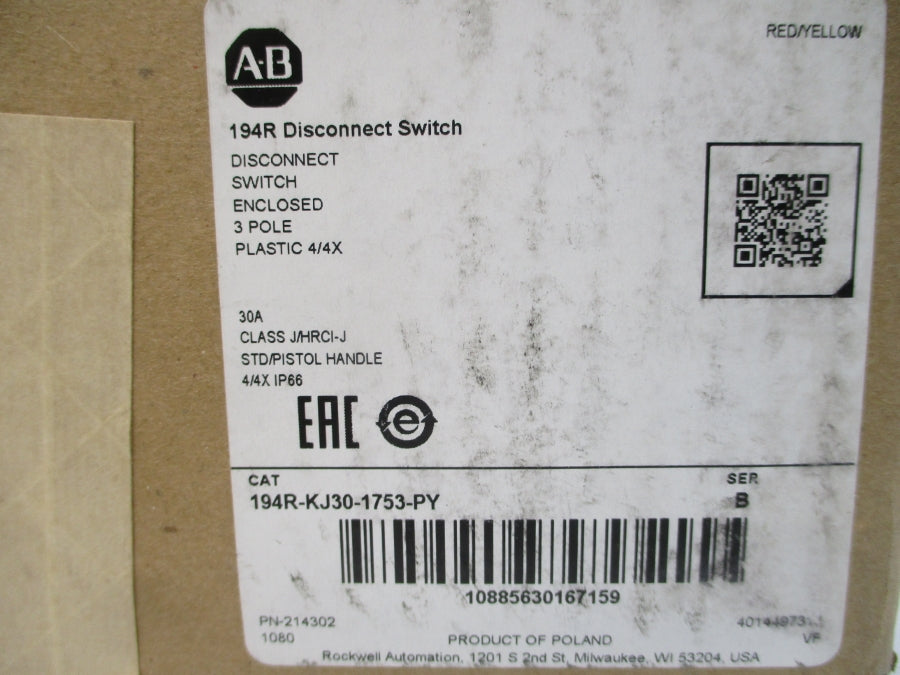 RED/YELLOW
A·B
194R Disconnect Switch
DISCONNECT
SWITCH
ENCLOSED
3 POLE
PLASTIC 4/4X
30A
CLASS J/HRCI-J
STD/PISTOL HANDLE
4/4X IP66
EAC e
CAT SER
194R-KJ30-1753-PY B
10885630167159
PN-214302
1080 PRODUCT OF POLAND VF
Rockwell Automation, 1201 S 2nd St, Milwaukee, WI 53204, USA